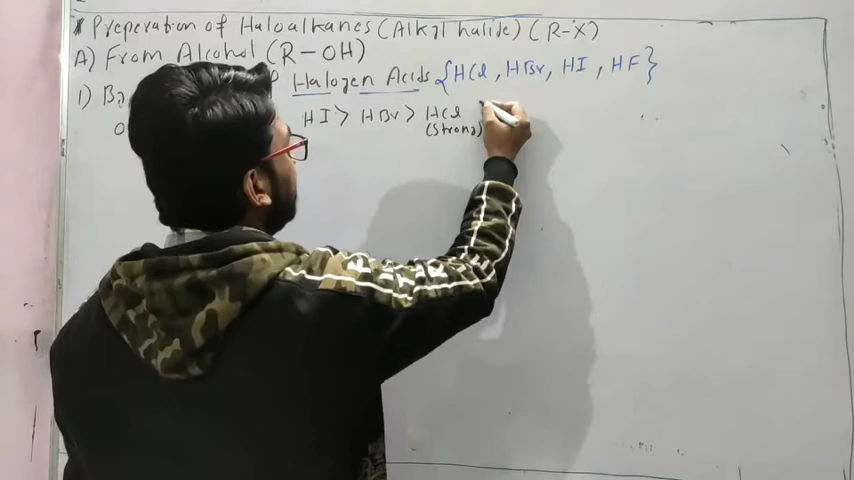 * Preperation of Haloalkanes (Alkyl halide) (R-X)
A) From Alcohol (R-OH)
1) Halogen Acids {HCl, HBr, HI, HF}
HI > HBr > HCl
(Strong)